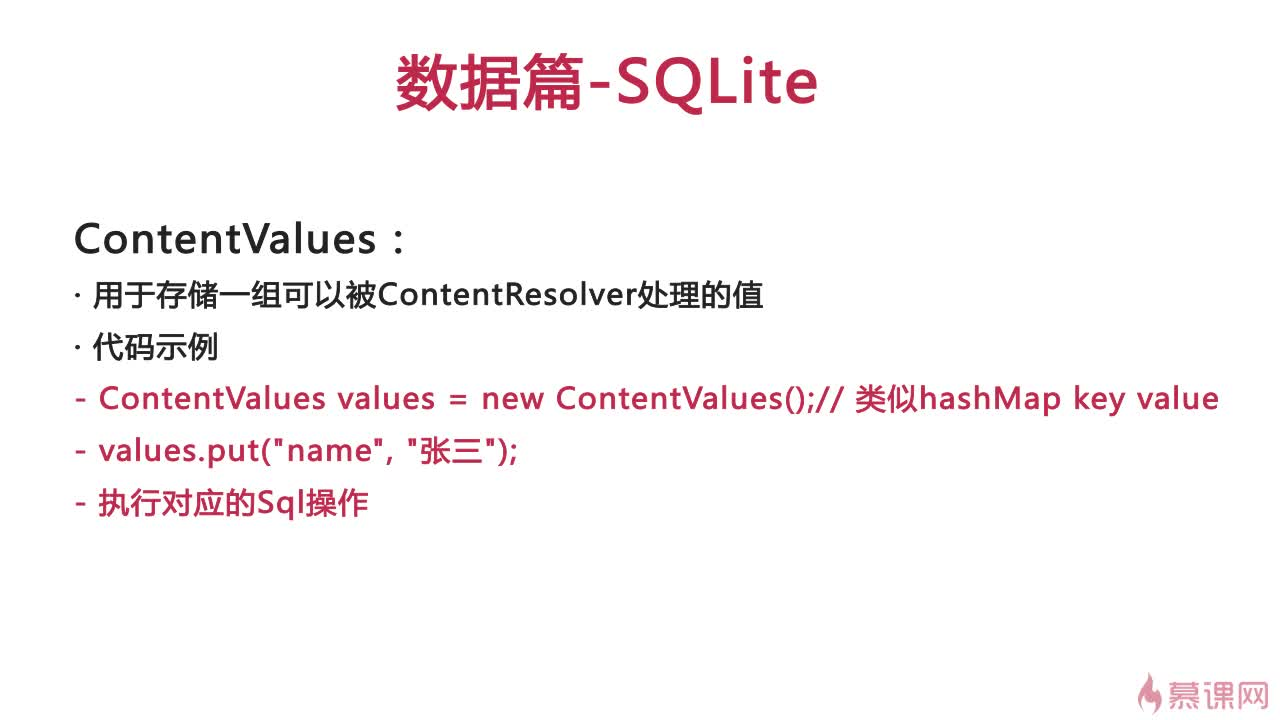 数据篇-SQLite
ContentValues：
· 用于存储一组可以被ContentResolver处理的值
· 代码示例
- ContentValues values = new ContentValues();// 类似hashMap key value
- values.put("name", "张三");
- 执行对应的Sql操作
慕课网